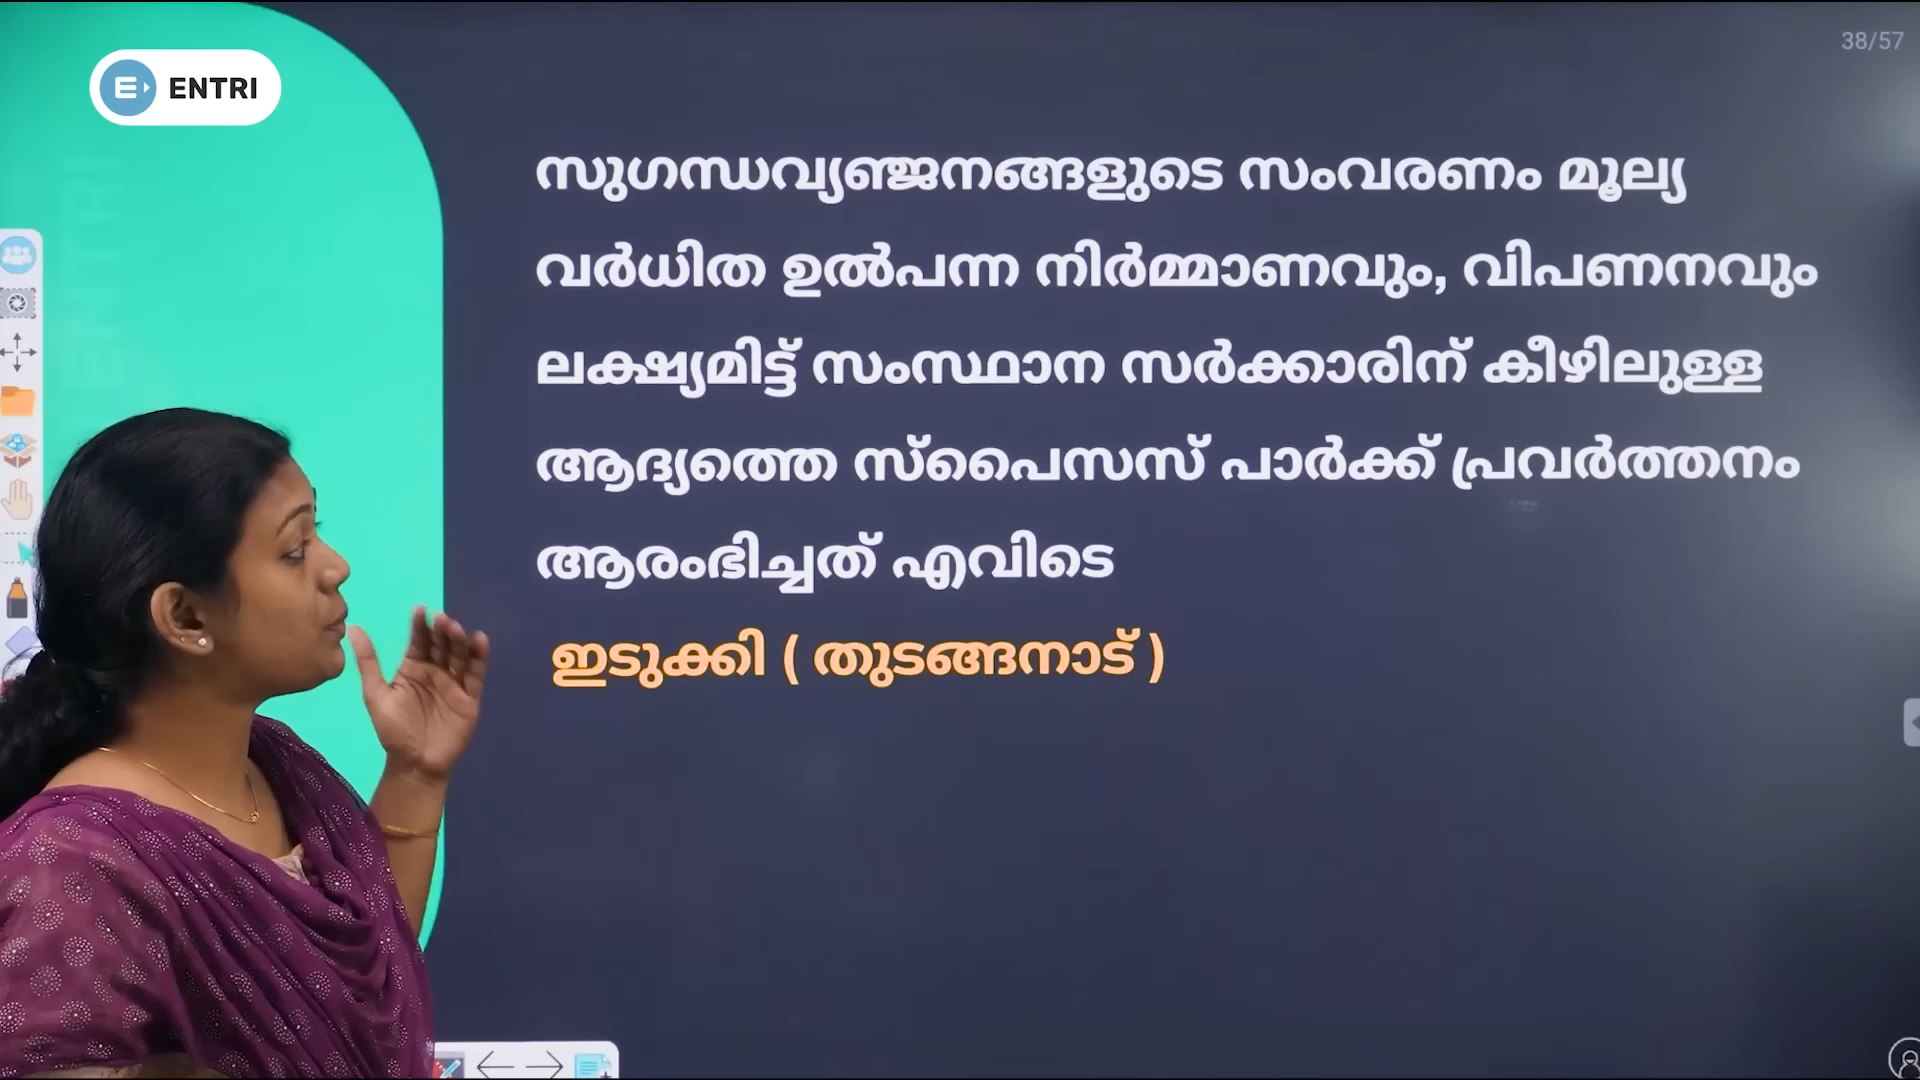 ENTRI
38/57
സുഗന്ധവ്യഞ്ജനങ്ങളുടെ സംവരണം മൂല്യ
വർധിത ഉൽപന്ന നിർമ്മാണവും, വിപണനവും
ലക്ഷ്യമിട്ട് സംസ്ഥാന സർക്കാരിന് കീഴിലുള്ള
ആദ്യത്തെ സ്പൈസസ് പാർക്ക് പ്രവർത്തനം
ആരംഭിച്ചത് എവിടെ
ഇടുക്കി ( തുടങ്ങനാട് )
ENTRI